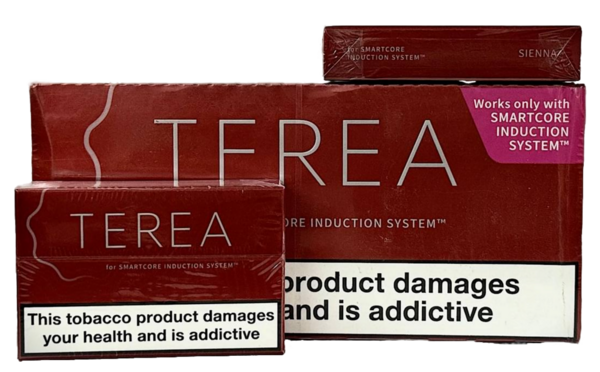 for SMARTCORE
INDUCTION SYSTEM™
SIENNA
Works only with
SMARTCORE
INDUCTION
SYSTEM™
TEREA
CORE INDUCTION SYSTEM™
product damages
and is addictive
TEREA
for SMARTCORE INDUCTION SYSTEM™
This tobacco product damages
your health and is addictive